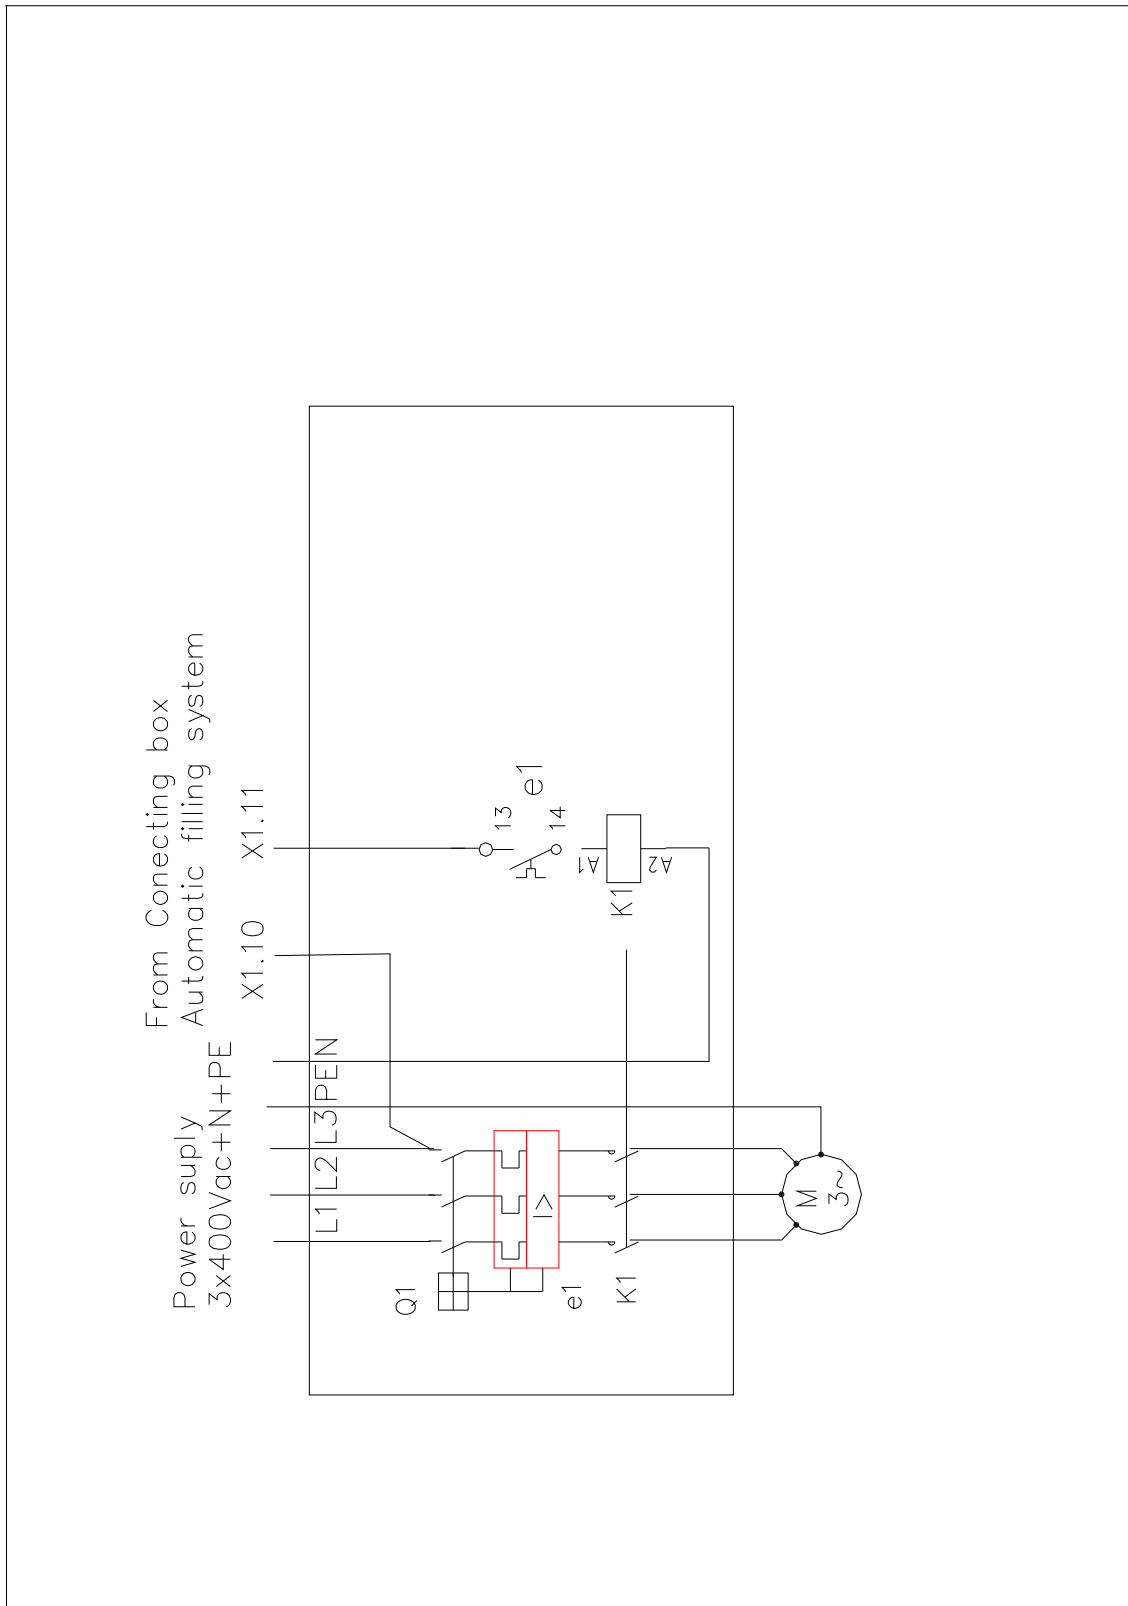 From Conecting box
Automatic filling system
Power suply
3x400Vac+N+PE
X1.10
X1.11
L1 L2 L3 PE N
Q1
e1
I>
K1
13
14
e1
A1
A2
K1
M
3~